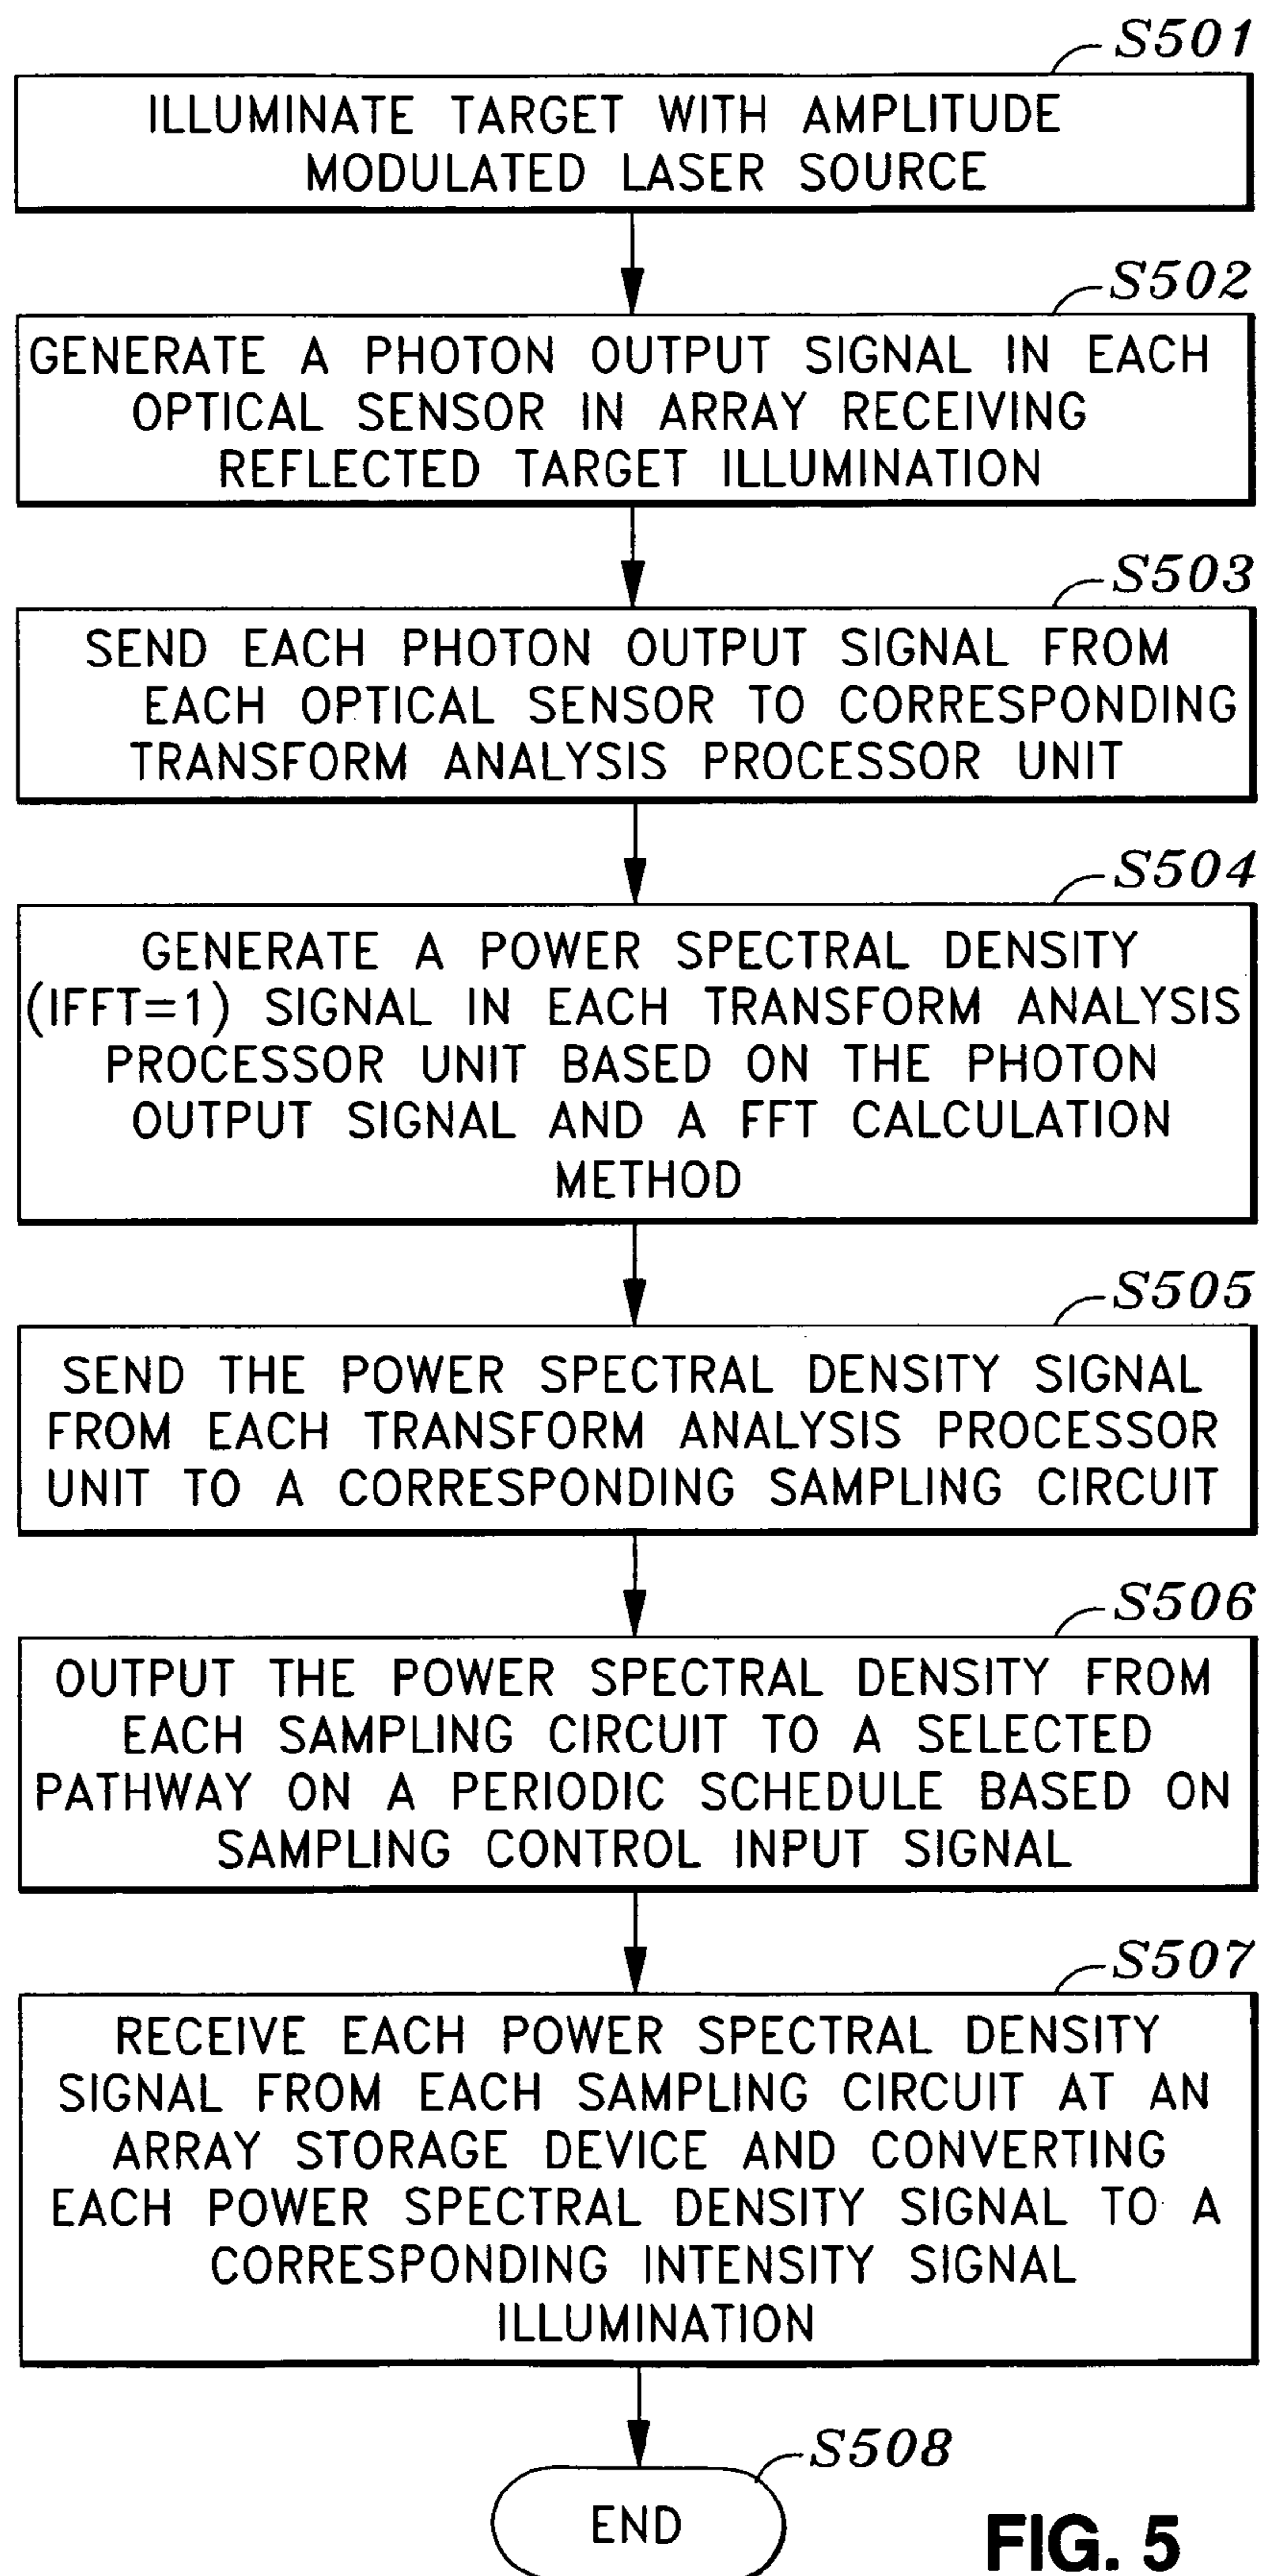 S501
ILLUMINATE TARGET WITH AMPLITUDE
MODULATED LASER SOURCE
S502
GENERATE A PHOTON OUTPUT SIGNAL IN EACH
OPTICAL SENSOR IN ARRAY RECEIVING
REFLECTED TARGET ILLUMINATION
S503
SEND EACH PHOTON OUTPUT SIGNAL FROM
EACH OPTICAL SENSOR TO CORRESPONDING
TRANSFORM ANALYSIS PROCESSOR UNIT
S504
GENERATE A POWER SPECTRAL DENSITY
(IFFT=1) SIGNAL IN EACH TRANSFORM ANALYSIS
PROCESSOR UNIT BASED ON THE PHOTON
OUTPUT SIGNAL AND A FFT CALCULATION
METHOD
S505
SEND THE POWER SPECTRAL DENSITY SIGNAL
FROM EACH TRANSFORM ANALYSIS PROCESSOR
UNIT TO A CORRESPONDING SAMPLING CIRCUIT
S506
OUTPUT THE POWER SPECTRAL DENSITY FROM
EACH SAMPLING CIRCUIT TO A SELECTED
PATHWAY ON A PERIODIC SCHEDULE BASED ON
SAMPLING CONTROL INPUT SIGNAL
S507
RECEIVE EACH POWER SPECTRAL DENSITY
SIGNAL FROM EACH SAMPLING CIRCUIT AT AN
ARRAY STORAGE DEVICE AND CONVERTING
EACH POWER SPECTRAL DENSITY SIGNAL TO A
CORRESPONDING INTENSITY SIGNAL
ILLUMINATION
S508
END
FIG. 5